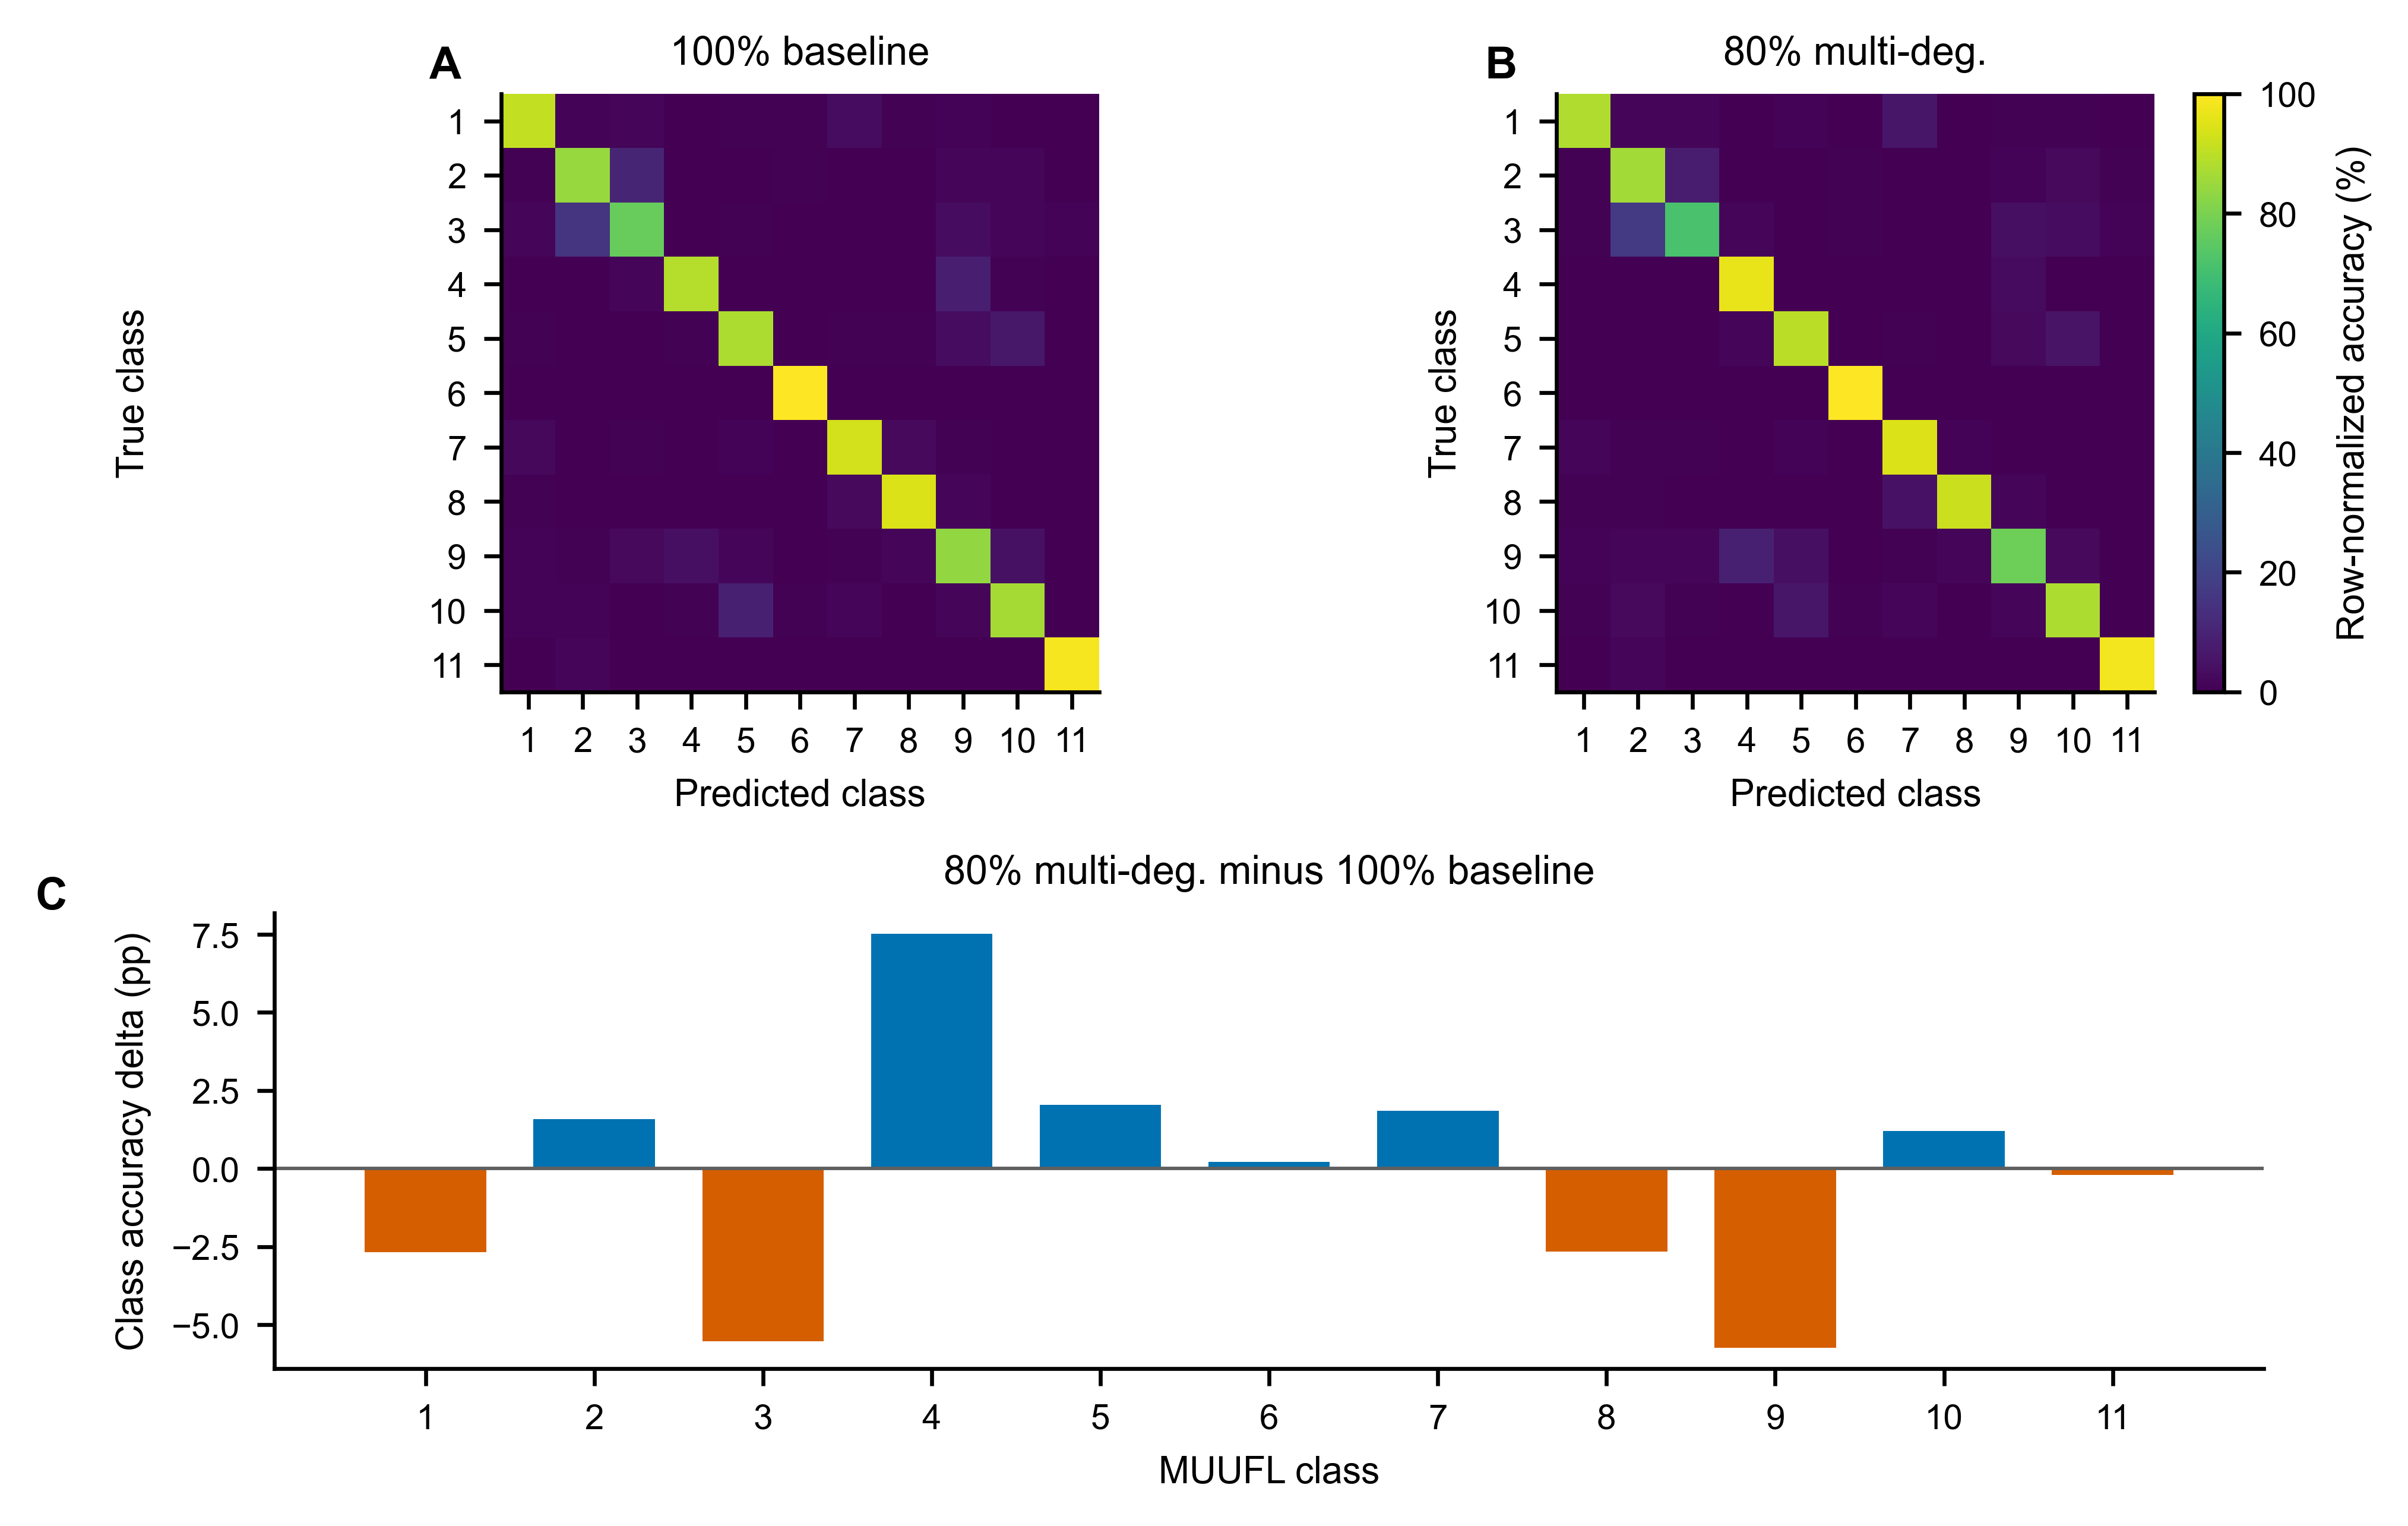 A
100% baseline
True class
1
2
3
4
5
6
7
8
9
10
11
1 2 3 4 5 6 7 8 9 10 11
Predicted class
B
80% multi-deg.
True class
1
2
3
4
5
6
7
8
9
10
11
1 2 3 4 5 6 7 8 9 10 11
Predicted class
100
80
60
40
20
0
Row-normalized accuracy (%)
C
80% multi-deg. minus 100% baseline
Class accuracy delta (pp)
7.5
5.0
2.5
0.0
−2.5
−5.0
1 2 3 4 5 6 7 8 9 10 11
MUUFL class